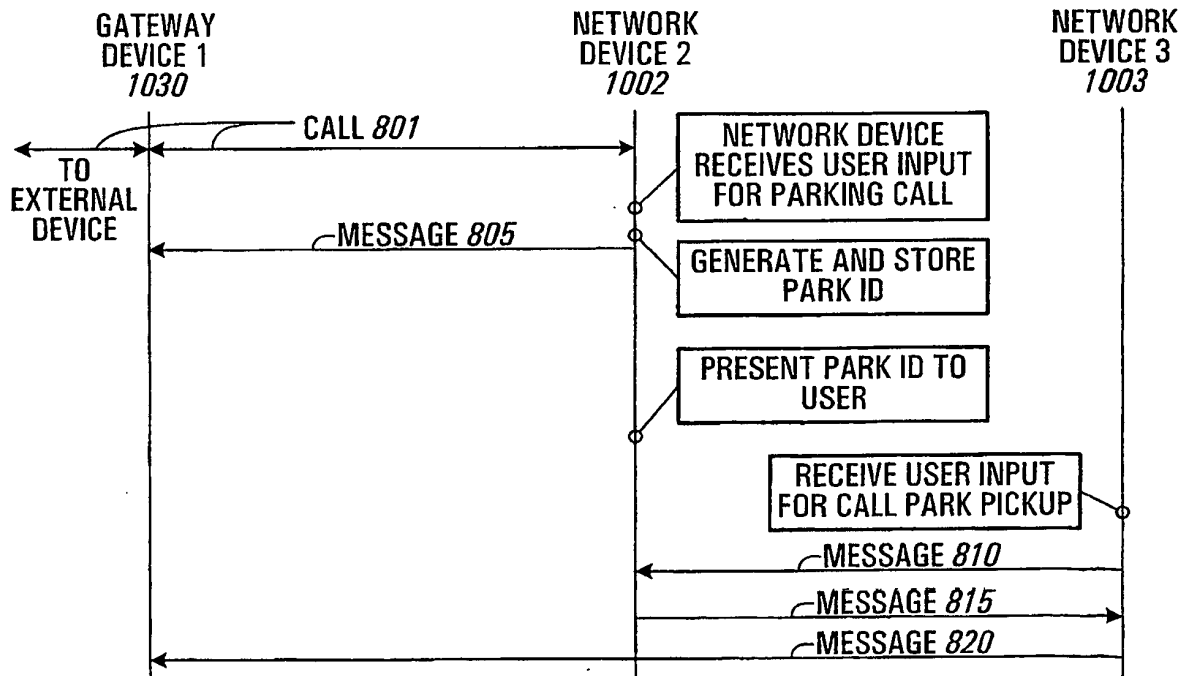 GATEWAY
DEVICE 1
1030
NETWORK
DEVICE 2
1002
NETWORK
DEVICE 3
1003
CALL 801
TO
EXTERNAL
DEVICE
NETWORK DEVICE
RECEIVES USER INPUT
FOR PARKING CALL
MESSAGE 805
GENERATE AND STORE
PARK ID
PRESENT PARK ID TO
USER
RECEIVE USER INPUT
FOR CALL PARK PICKUP
MESSAGE 810
MESSAGE 815
MESSAGE 820